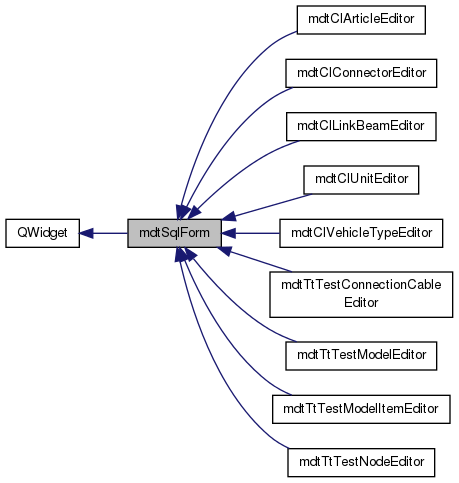 mdtClArticleEditor
mdtClConnectorEditor
mdtClLinkBeamEditor
mdtClUnitEditor
QWidget
mdtSqlForm
mdtClVehicleTypeEditor
mdtTtTestConnectionCable
Editor
mdtTtTestModelEditor
mdtTtTestModelItemEditor
mdtTtTestNodeEditor